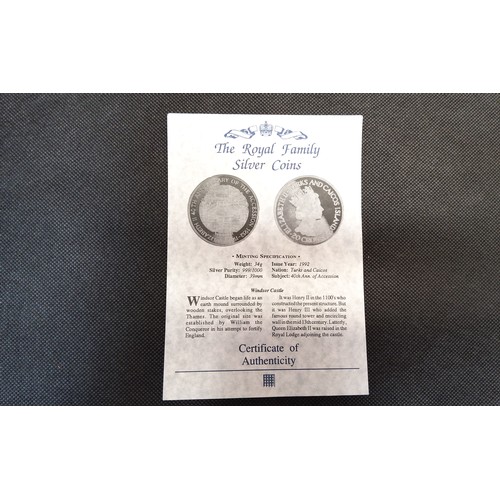 The Royal Family
Silver Coins
• MINTING SPECIFICATION •
Weight: 34g
Silver Purity: 999/1000
Diameter: 39mm
Issue Year: 1992
Nation: Turks and Caicos
Subject: 40th Ann. of Accession
Windsor Castle
Windsor Castle began life as an
earth mound surrounded by
wooden stakes, overlooking the
Thames. The original site was
established by William the
Conqueror in his attempt to fortify
England.
It was Henry II in the 1100's who
constructed the present structure. But
it was Henry III who added the
famous round tower and encircling
wall in the mid 13th century. Latterly,
Queen Elizabeth II was raised in the
Royal Lodge adjoining the castle.
Certificate of
Authenticity